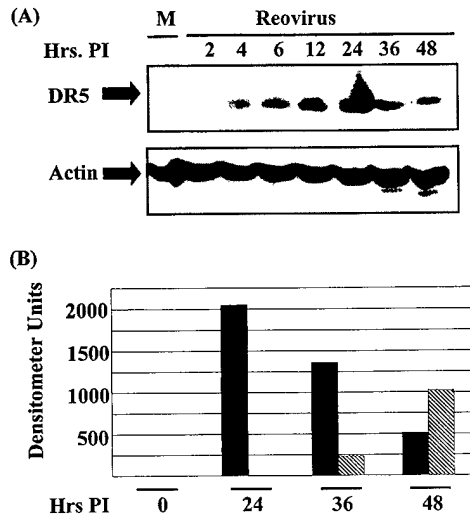 (A)
M Reovirus
Hrs. PI 2 4 6 12 24 36 48
DR5
Actin
(B)
Densitometer Units
2000
1500
1000
500
Hrs PI 0 24 36 48